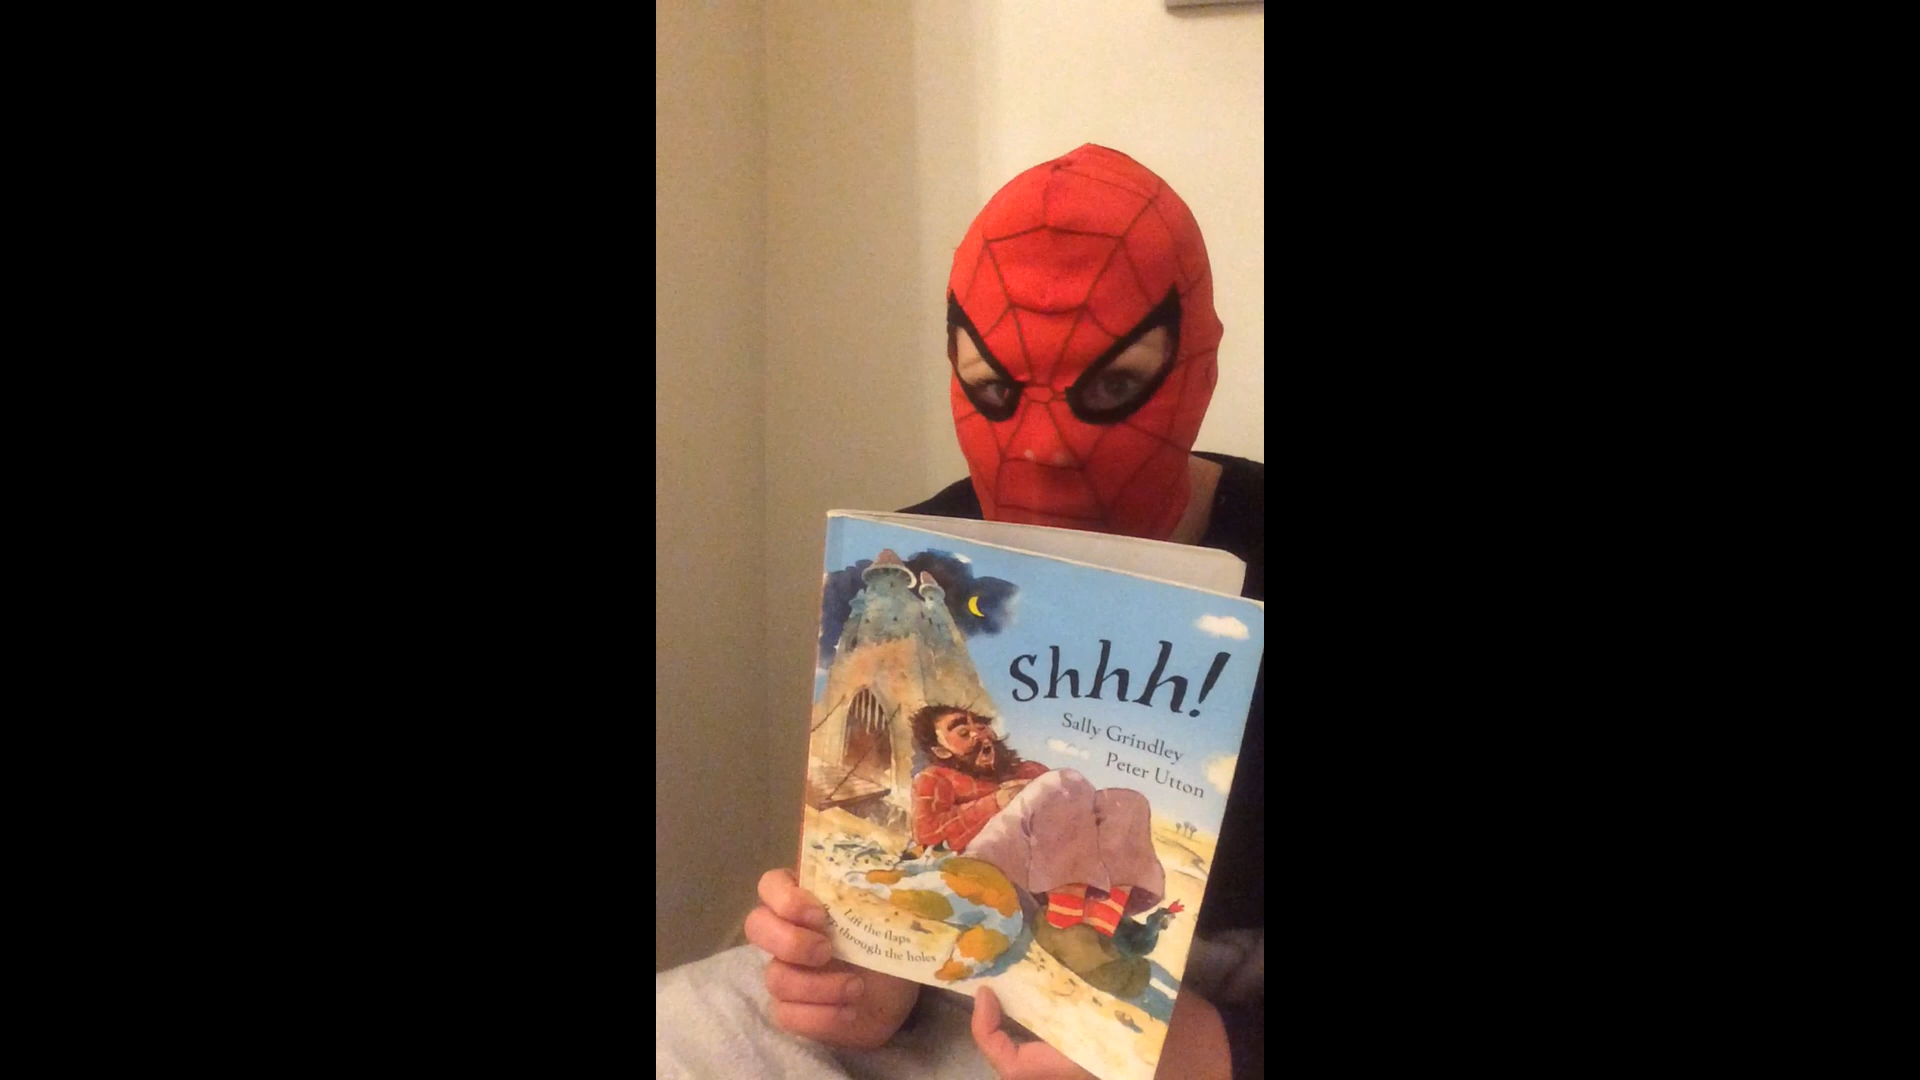 shhh!
Sally Grindley
Peter Utton
Lift the flaps
through the holes